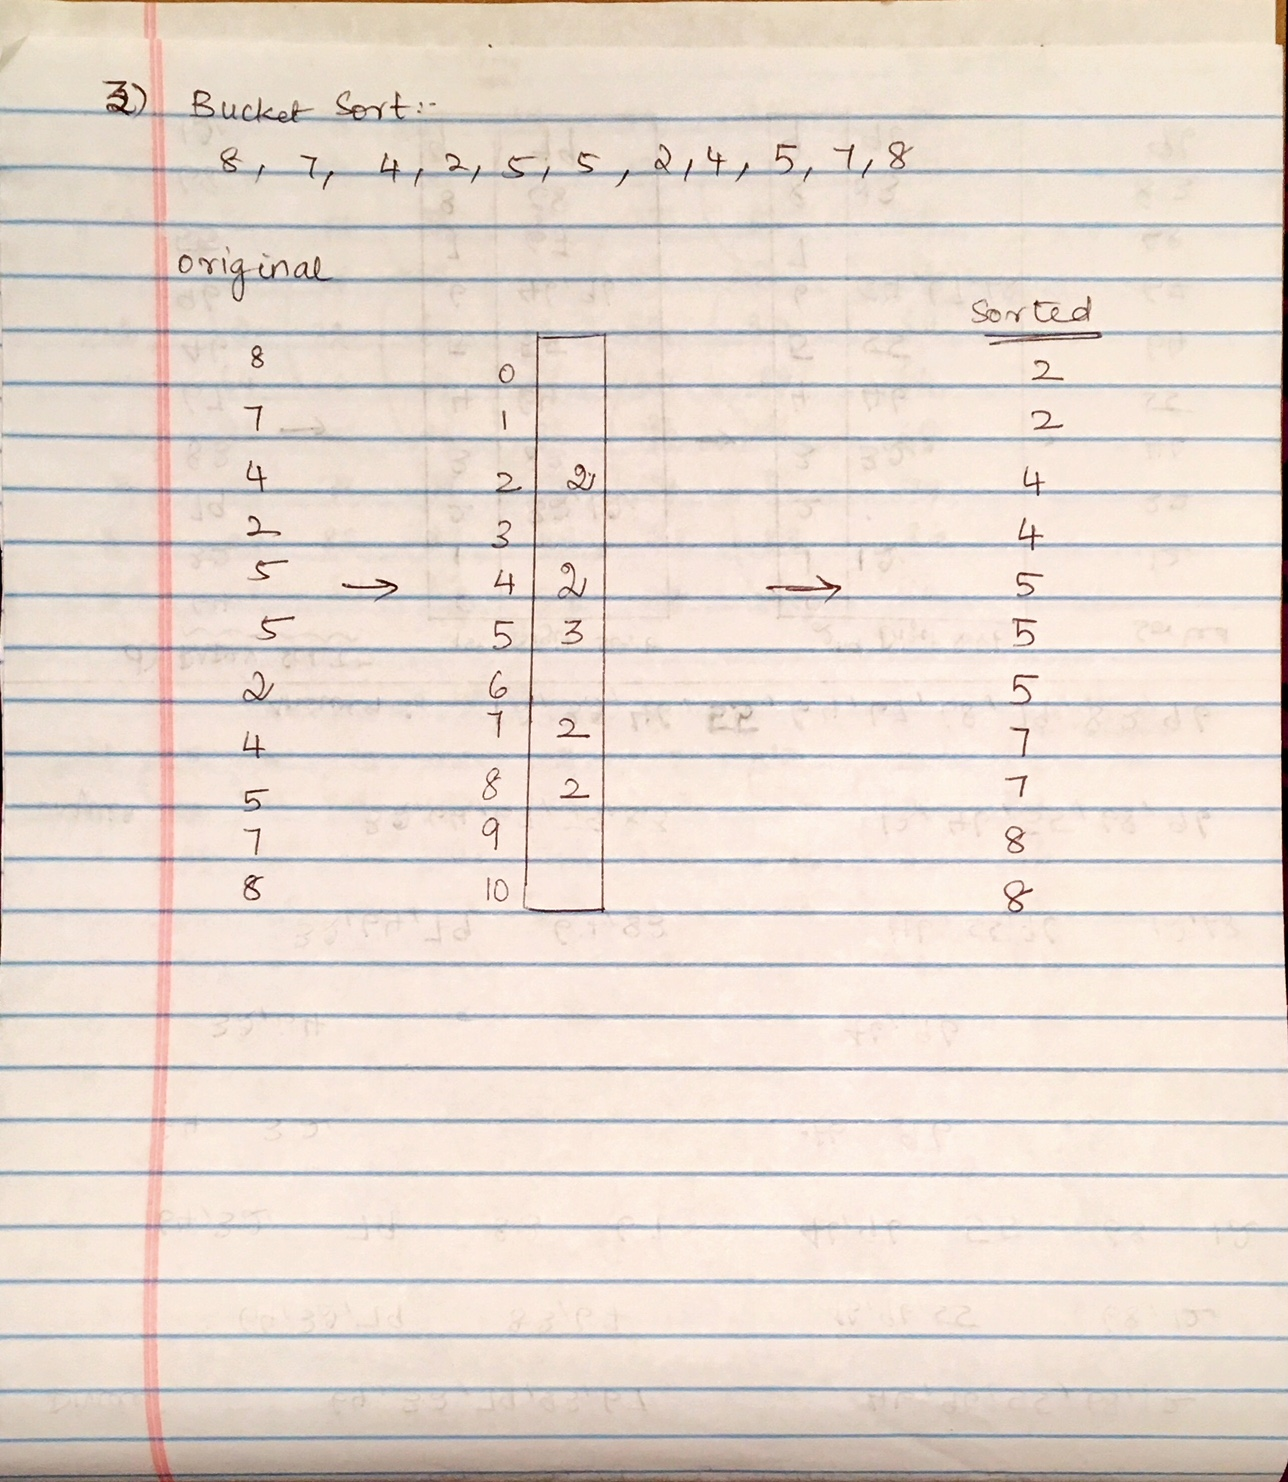 3) Bucket Sort:-
8, 7, 4, 2, 5, 5, 2, 4, 5, 7, 8
original
Sorted
8 0 2
7 1 2
4 2 2 4
2 3 4
5 → 4 2 → 5
5 5 3 5
2 6 5
4 7 2 7
5 8 2 7
7 9 8
8 10 8